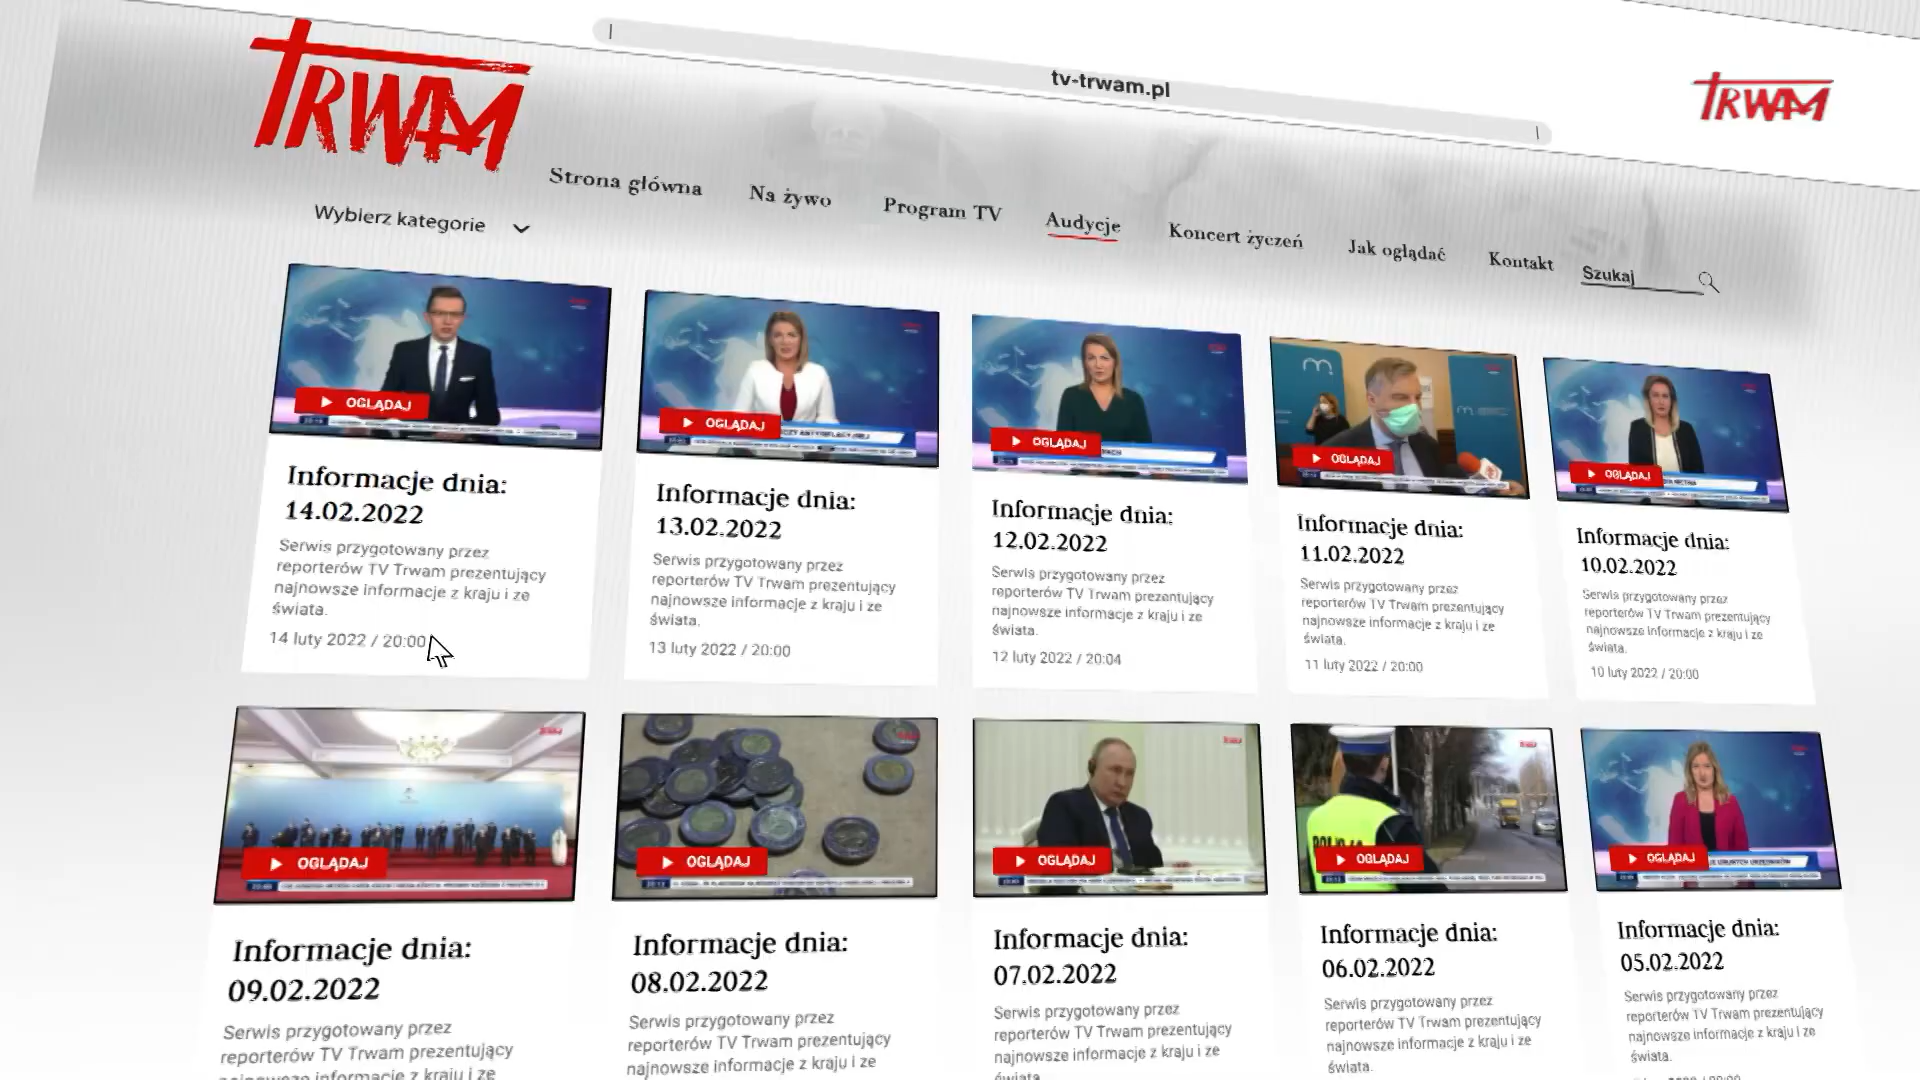 TRWAM
tv-trwam.pl
TRWAM
Strona główna
Na żywo
Program TV
Audycje
Koncert życzeń
Jak oglądać
Kontakt
Szukaj
Wybierz kategorie
OGLĄDAJ
OGLĄDAJ
OGLĄDAJ
OGLĄDAJ
OGLĄDAJ
Informacje dnia:
14.02.2022
Serwis przygotowany przez
reporterów TV Trwam prezentujący
najnowsze informacje z kraju i ze
świata.
14 luty 2022 / 20:00
Informacje dnia:
13.02.2022
Serwis przygotowany przez
reporterów TV Trwam prezentujący
najnowsze informacje z kraju i ze
świata.
13 luty 2022 / 20:00
Informacje dnia:
12.02.2022
Serwis przygotowany przez
reporterów TV Trwam prezentujący
najnowsze informacje z kraju i ze
świata.
12 luty 2022 / 20:04
Informacje dnia:
11.02.2022
Serwis przygotowany przez
reporterów TV Trwam prezentujący
najnowsze informacje z kraju i ze
świata.
11 luty 2022 / 20:00
Informacje dnia:
10.02.2022
Serwis przygotowany przez
reporterów TV Trwam prezentujący
najnowsze informacje z kraju i ze
świata.
10 luty 2022 / 20:00
OGLĄDAJ
OGLĄDAJ
OGLĄDAJ
OGLĄDAJ
OGLĄDAJ
Informacje dnia:
09.02.2022
Serwis przygotowany przez
reporterów TV Trwam prezentujący
najnowsze informacje z kraju i ze
Informacje dnia:
08.02.2022
Serwis przygotowany przez
reporterów TV Trwam prezentujący
najnowsze informacje z kraju i ze
Informacje dnia:
07.02.2022
Serwis przygotowany przez
reporterów TV Trwam prezentujący
najnowsze informacje z kraju i ze
świata.
Informacje dnia:
06.02.2022
Serwis przygotowany przez
reporterów TV Trwam prezentujący
najnowsze informacje z kraju i ze
świata.
Informacje dnia:
05.02.2022
Serwis przygotowany przez
reporterów TV Trwam prezentujący
najnowsze informacje z kraju i ze
świata.